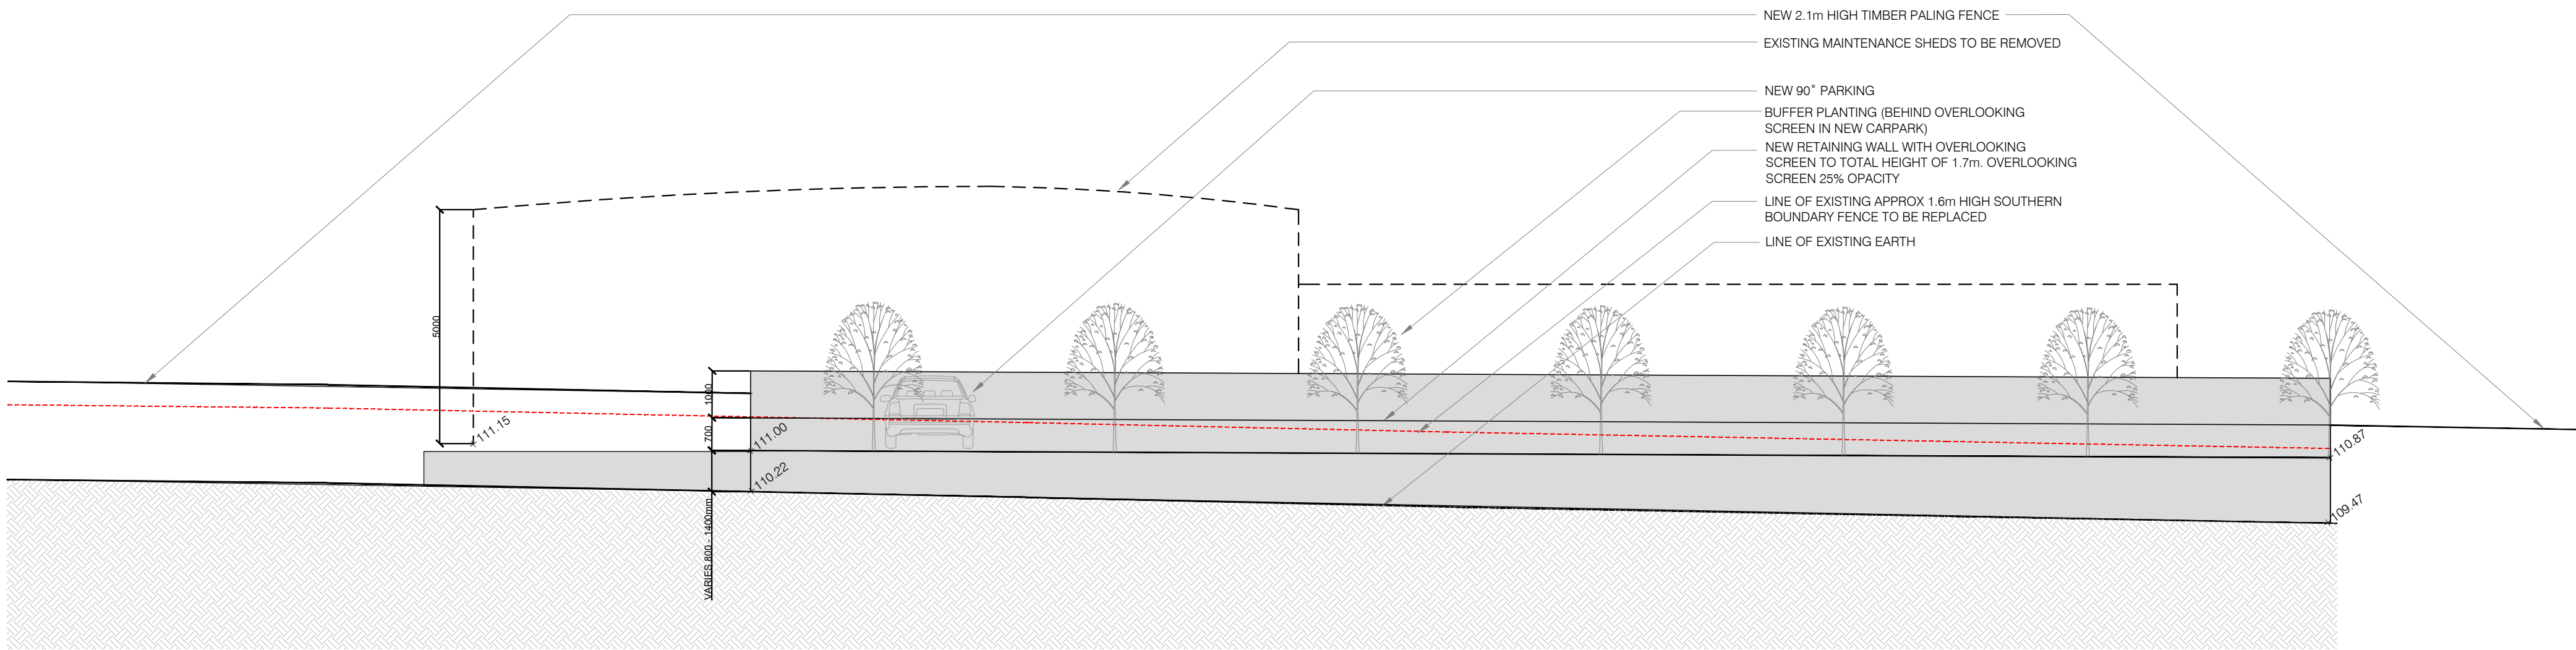 NEW 2.1m HIGH TIMBER PALING FENCE
EXISTING MAINTENANCE SHEDS TO BE REMOVED
NEW 90° PARKING
BUFFER PLANTING (BEHIND OVERLOOKING
SCREEN IN NEW CARPARK)
NEW RETAINING WALL WITH OVERLOOKING
SCREEN TO TOTAL HEIGHT OF 1.7m. OVERLOOKING
SCREEN 25% OPACITY
LINE OF EXISTING APPROX 1.6m HIGH SOUTHERN
BOUNDARY FENCE TO BE REPLACED
LINE OF EXISTING EARTH
5000
111.15
1000
700
111.00
110.22
VARIES 800 - 1400mm
110.87
109.47